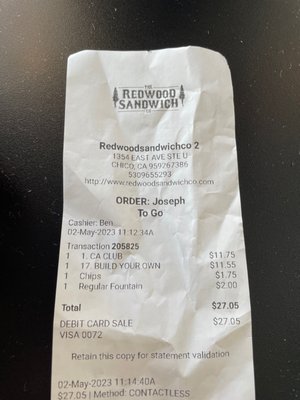 THE
REDWOOD
SANDWICH
CO
Redwoodsandwichco 2
1354 EAST AVE STE U
CHICO, CA 959267386
5309655293
http://www.redwoodsandwichco.com
ORDER: Joseph
To Go
Cashier: Ben
02-May-2023 11:12:34A
Transaction 205825
1 1. CA CLUB $11.75
1 17. BUILD YOUR OWN $11.55
1 Chips $1.75
1 Regular Fountain $2.00
Total $27.05
DEBIT CARD SALE $27.05
VISA 0072
Retain this copy for statement validation
02-May-2023 11:14:40A
$27.05 | Method: CONTACTLESS